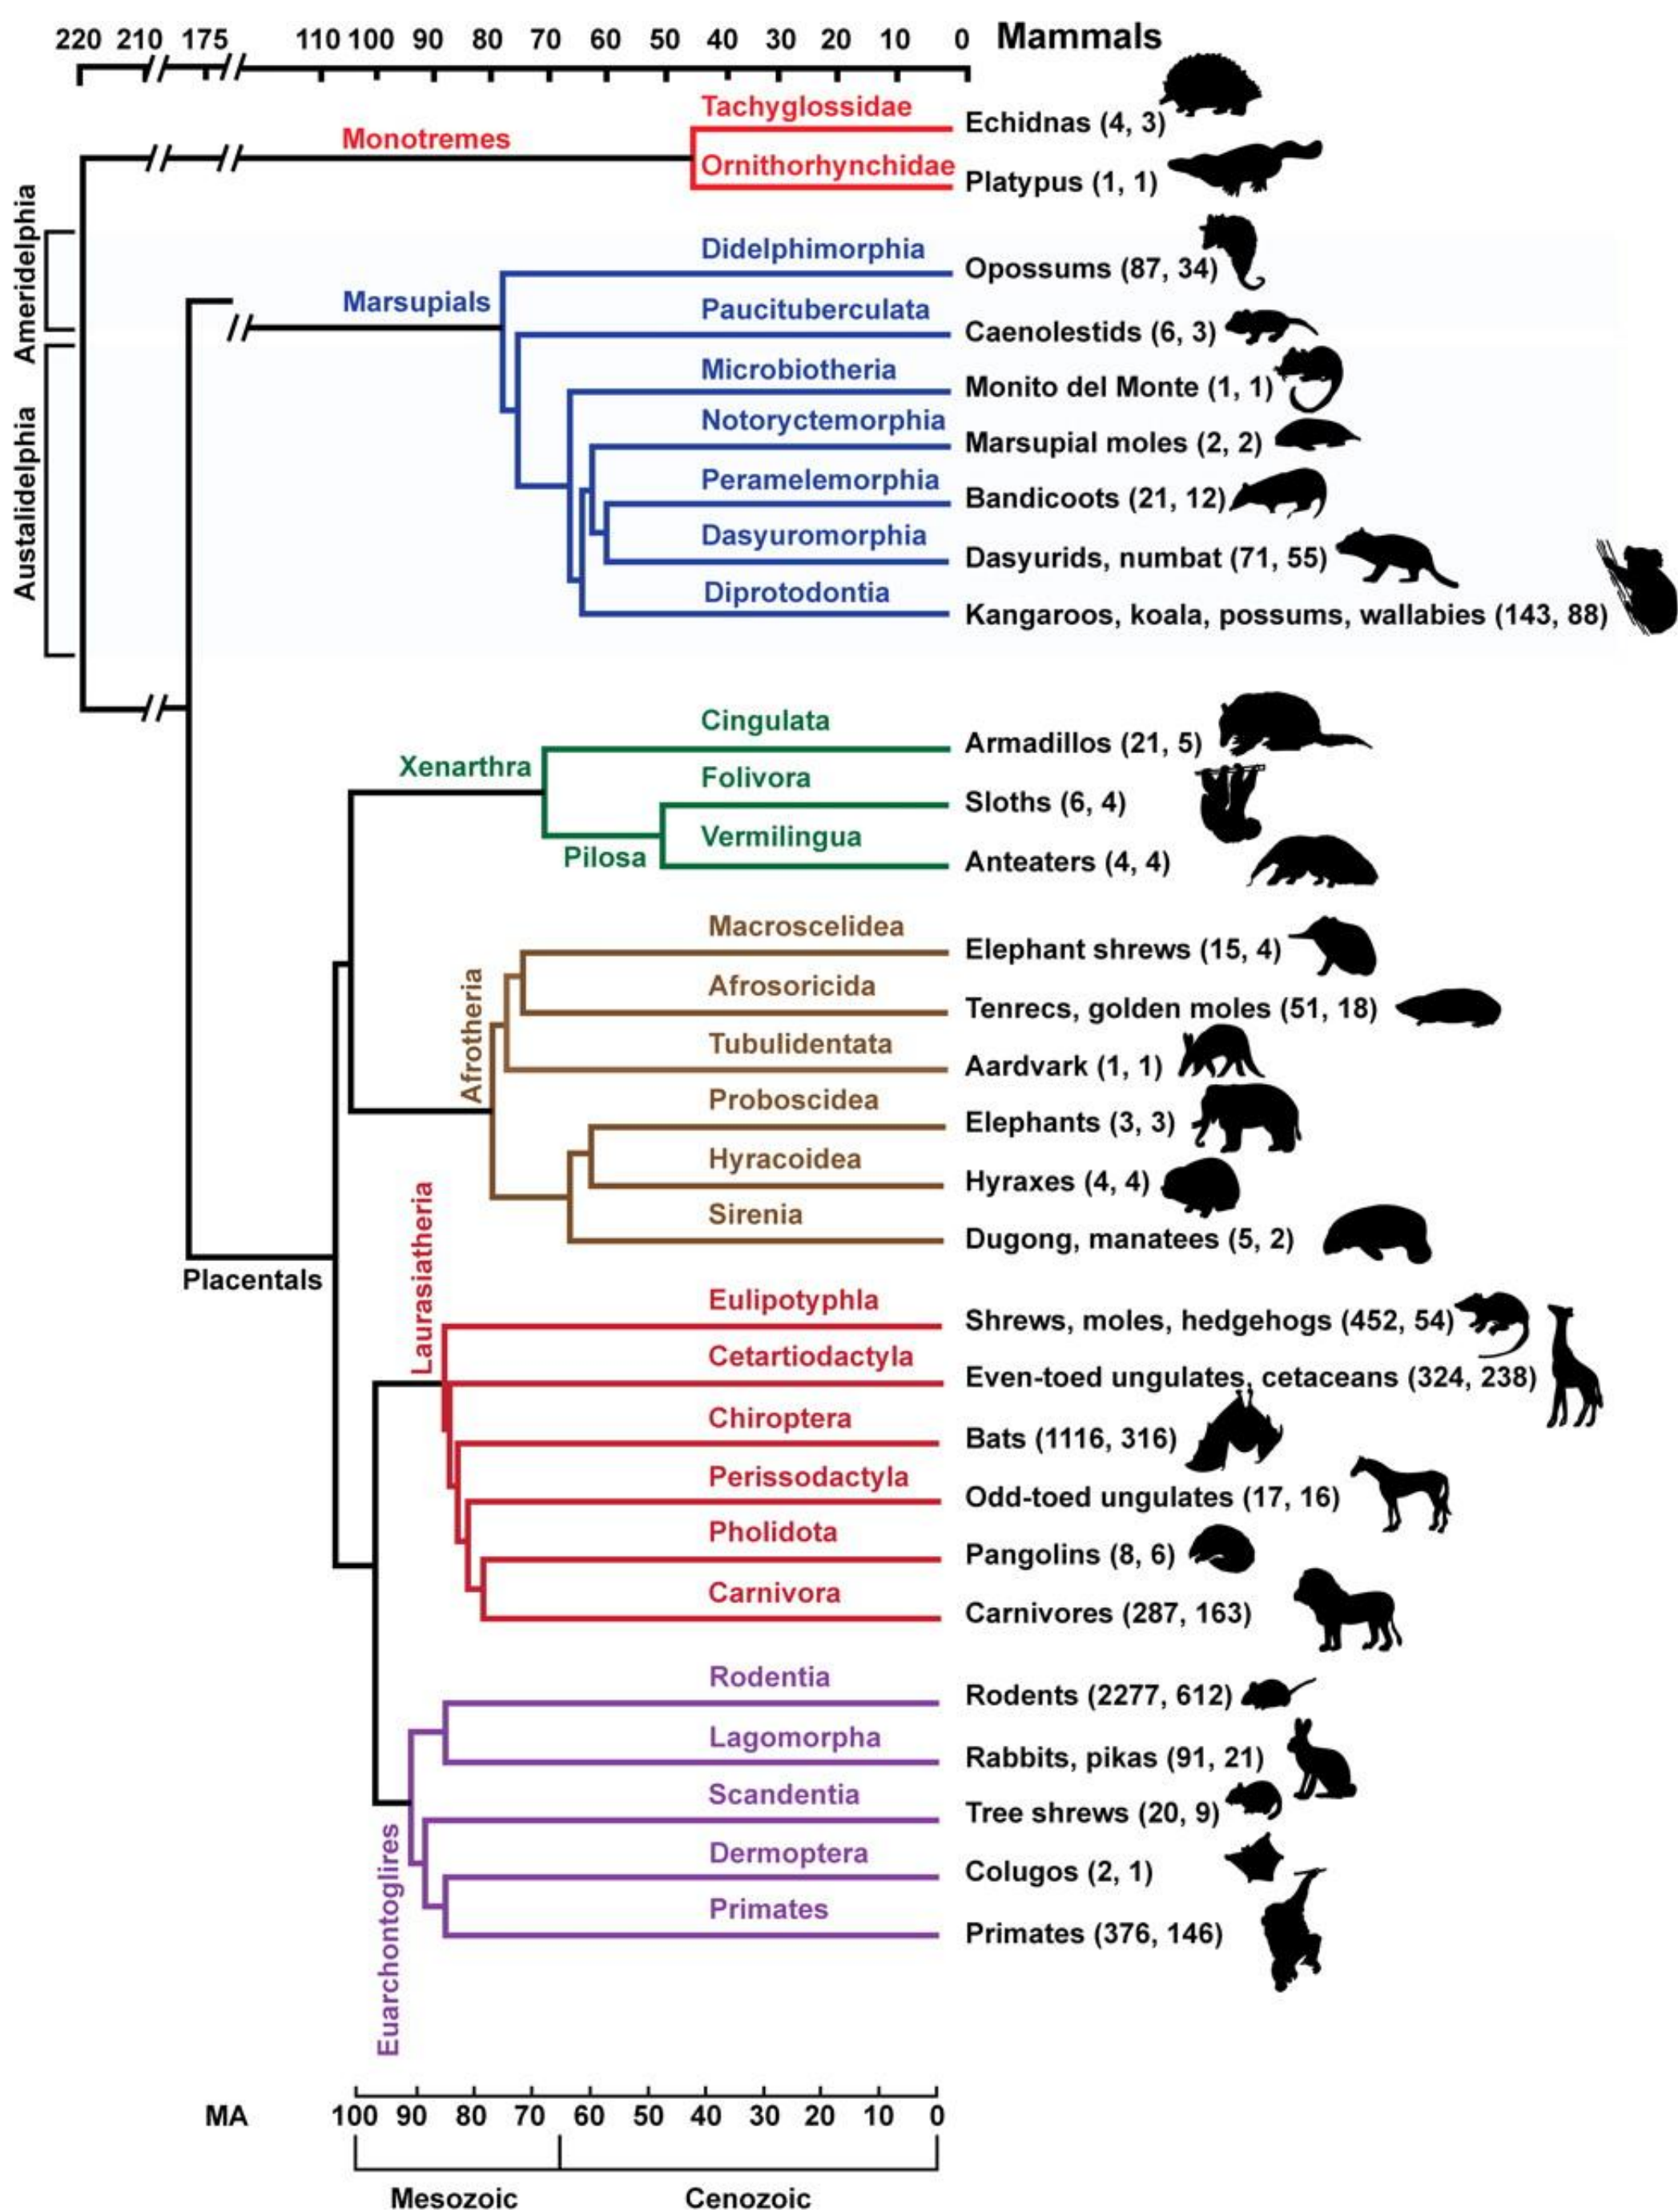 220 210 175 110 100 90 80 70 60 50 40 30 20 10 0 Mammals
Tachyglossidae
Echidnas (4, 3)
Monotremes
Ornithorhynchidae
Platypus (1, 1)
Ameridelphia
Didelphimorphia
Opossums (87, 34)
Marsupials
Paucituberculata
Caenolestids (6, 3)
Austalidelphia
Microbiotheria
Monito del Monte (1, 1)
Notoryctemorphia
Marsupial moles (2, 2)
Peramelemorphia
Bandicoots (21, 12)
Dasyuromorphia
Dasyurids, numbat (71, 55)
Diprotodontia
Kangaroos, koala, possums, wallabies (143, 88)
Cingulata
Armadillos (21, 5)
Xenarthra
Folivora
Sloths (6, 4)
Vermilingua
Pilosa
Anteaters (4, 4)
Macroscelidea
Elephant shrews (15, 4)
Afrotheria
Afrosoricida
Tenrecs, golden moles (51, 18)
Tubulidentata
Aardvark (1, 1)
Proboscidea
Elephants (3, 3)
Hyracoidea
Hyraxes (4, 4)
Sirenia
Dugong, manatees (5, 2)
Placentals
Laurasiatheria
Eulipotyphla
Shrews, moles, hedgehogs (452, 54)
Cetartiodactyla
Even-toed ungulates, cetaceans (324, 238)
Chiroptera
Bats (1116, 316)
Perissodactyla
Odd-toed ungulates (17, 16)
Pholidota
Pangolins (8, 6)
Carnivora
Carnivores (287, 163)
Rodentia
Rodents (2277, 612)
Lagomorpha
Rabbits, pikas (91, 21)
Scandentia
Tree shrews (20, 9)
Dermoptera
Colugos (2, 1)
Primates
Primates (376, 146)
Euarchontoglires
MA 100 90 80 70 60 50 40 30 20 10 0
Mesozoic Cenozoic